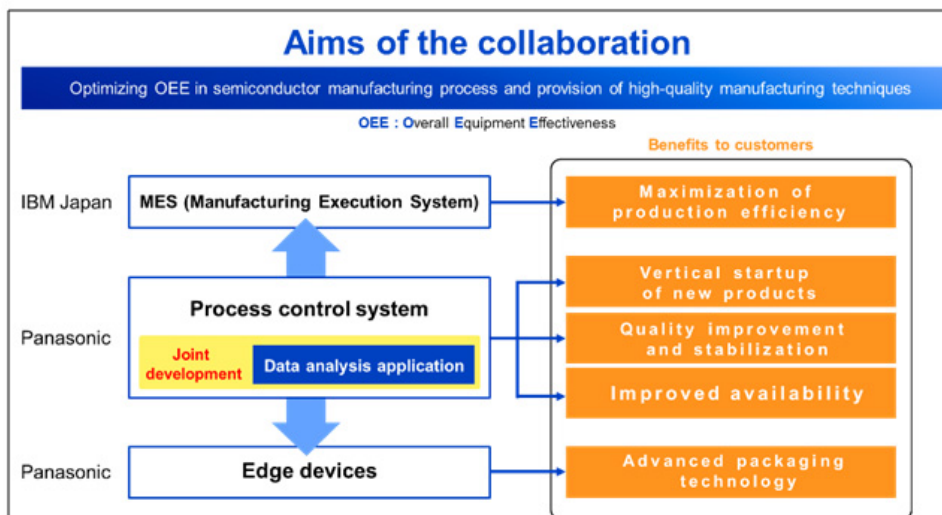 Aims of the collaboration
Optimizing OEE in semiconductor manufacturing process and provision of high-quality manufacturing techniques
OEE : Overall Equipment Effectiveness
Benefits to customers
IBM Japan
MES (Manufacturing Execution System)
Maximization of
production efficiency
Panasonic
Process control system
Joint
development
Data analysis application
Vertical startup
of new products
Quality improvement
and stabilization
Improved availability
Panasonic
Edge devices
Advanced packaging
technology